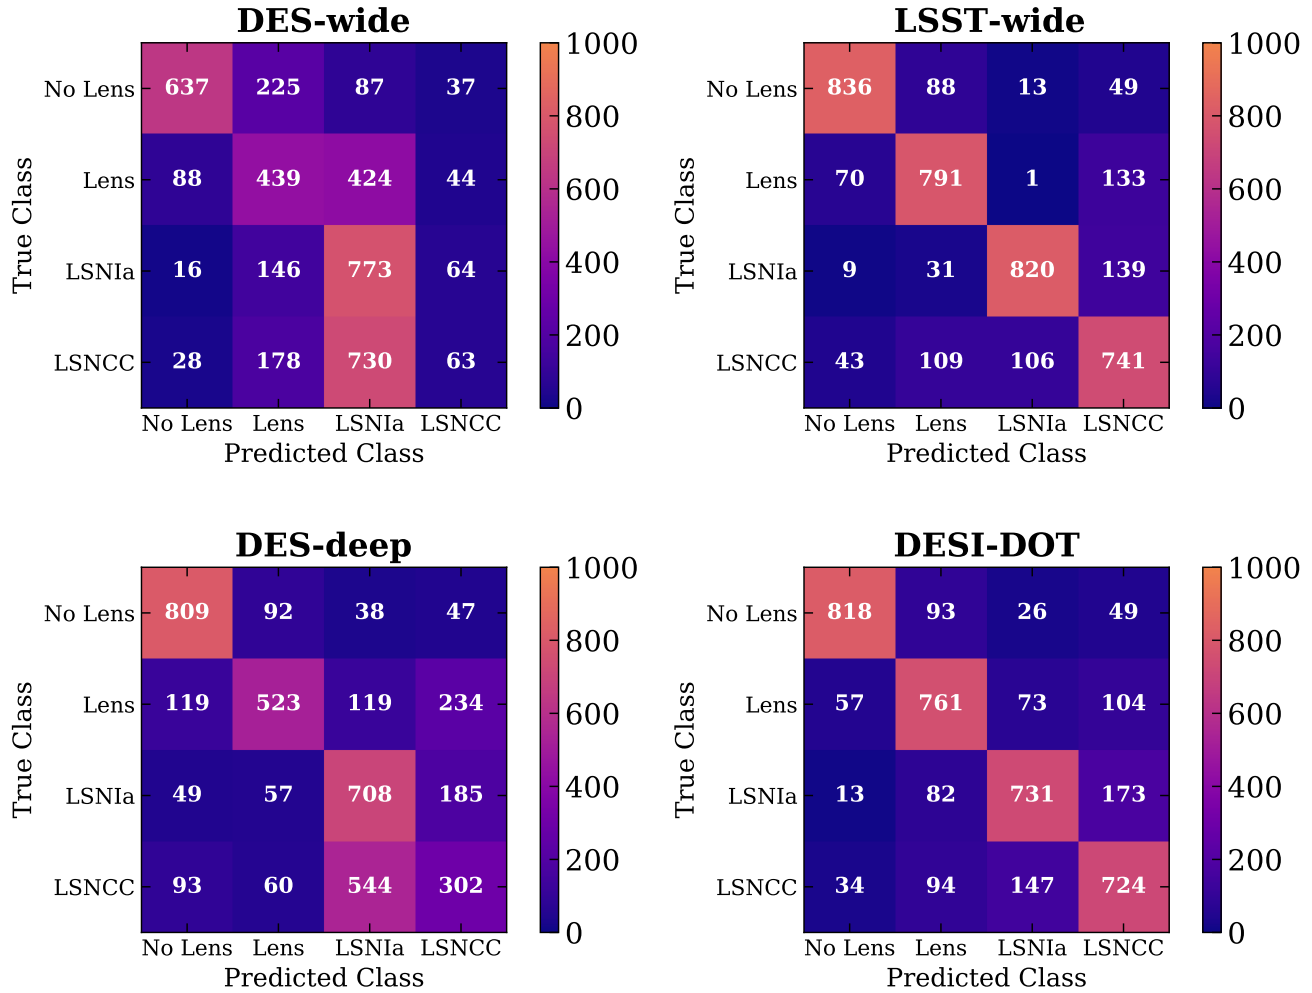 DES-wide
No Lens 637 225 87 37
Lens 88 439 424 44
LSNIa 16 146 773 64
LSNCC 28 178 730 63
No Lens Lens LSNIa LSNCC
Predicted Class
True Class
1000
800
600
400
200
0
LSST-wide
No Lens 836 88 13 49
Lens 70 791 1 133
LSNIa 9 31 820 139
LSNCC 43 109 106 741
No Lens Lens LSNIa LSNCC
Predicted Class
True Class
1000
800
600
400
200
0
DES-deep
No Lens 809 92 38 47
Lens 119 523 119 234
LSNIa 49 57 708 185
LSNCC 93 60 544 302
No Lens Lens LSNIa LSNCC
Predicted Class
True Class
1000
800
600
400
200
0
DESI-DOT
No Lens 818 93 26 49
Lens 57 761 73 104
LSNIa 13 82 731 173
LSNCC 34 94 147 724
No Lens Lens LSNIa LSNCC
Predicted Class
True Class
1000
800
600
400
200
0